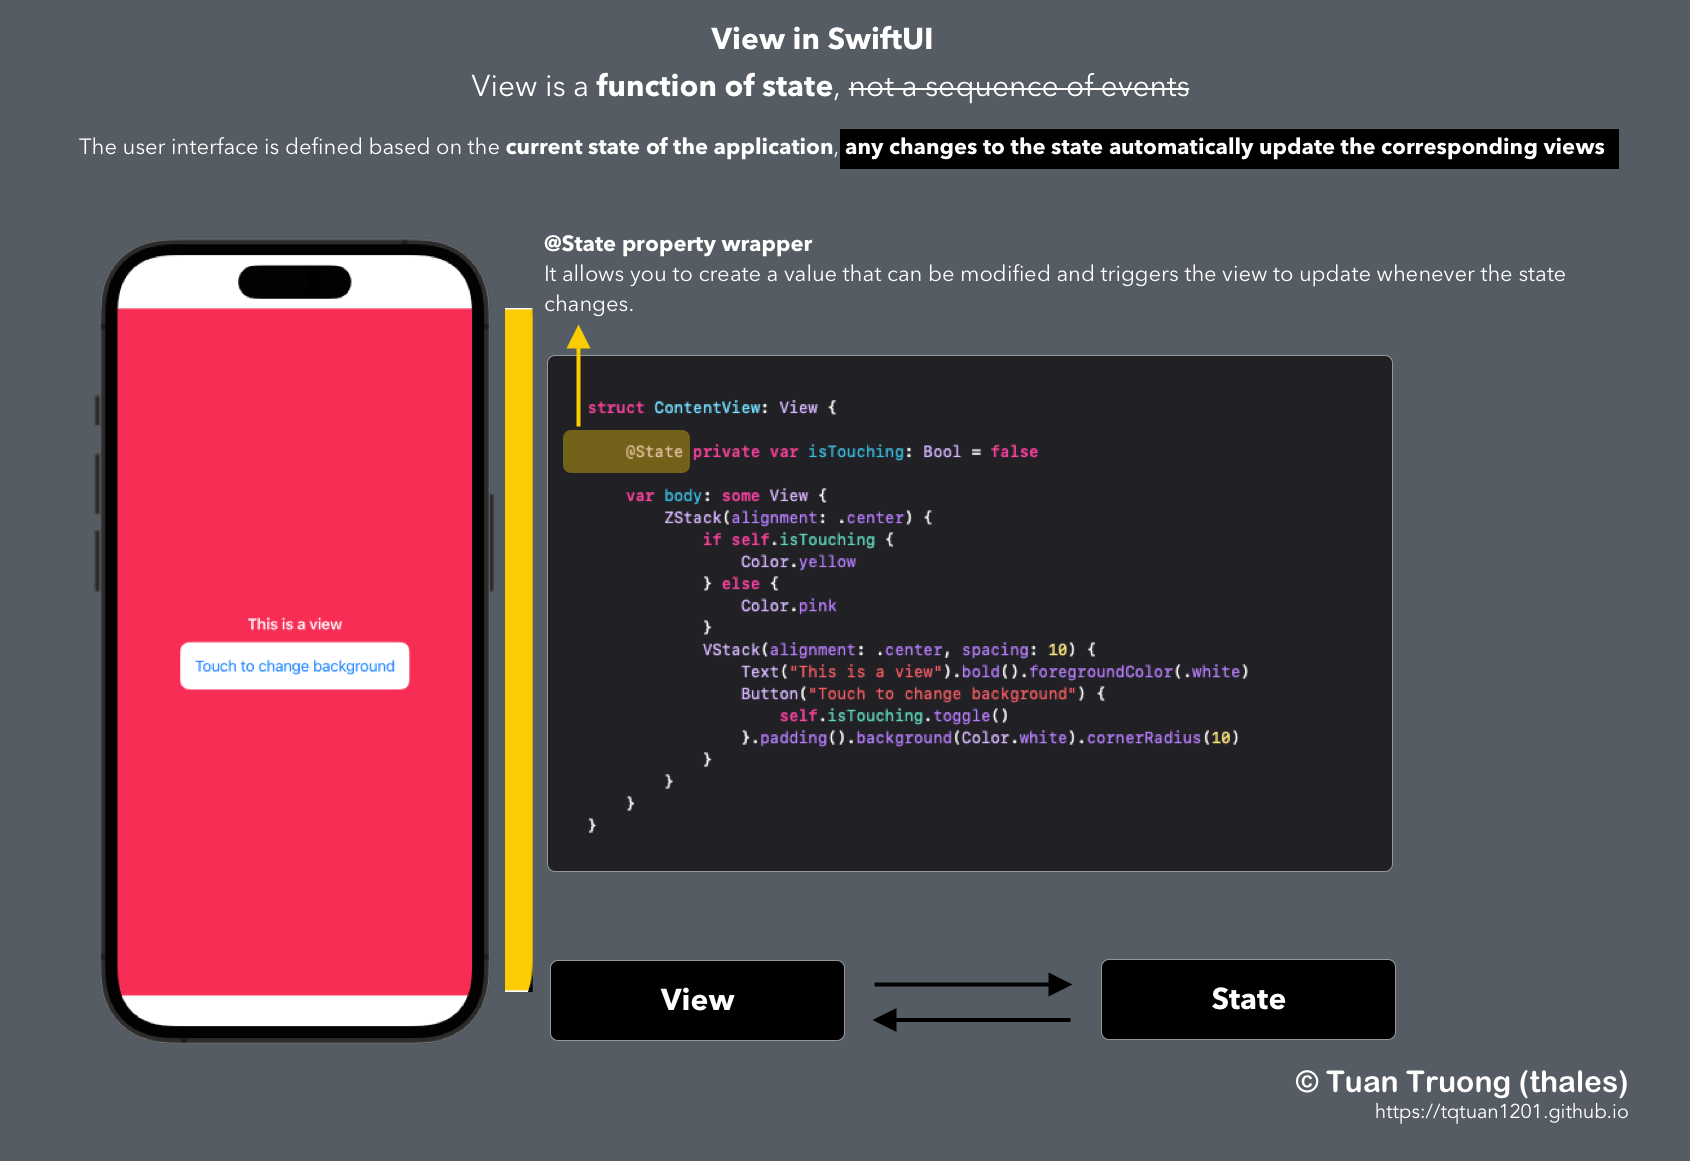 View in SwiftUI
View is a function of state, not a sequence of events
The user interface is defined based on the current state of the application, any changes to the state automatically update the corresponding views
@State property wrapper
It allows you to create a value that can be modified and triggers the view to update whenever the state
changes.
This is a view
Touch to change background
struct ContentView: View {
@State private var isTouching: Bool = false
var body: some View {
ZStack(alignment: .center) {
if self.isTouching {
Color.yellow
} else {
Color.pink
}
VStack(alignment: .center, spacing: 10) {
Text("This is a view").bold().foregroundColor(.white)
Button("Touch to change background") {
self.isTouching.toggle()
}.padding().background(Color.white).cornerRadius(10)
}
}
}
}
View
State
© Tuan Truong (thales)
https://tqtuan1201.github.io